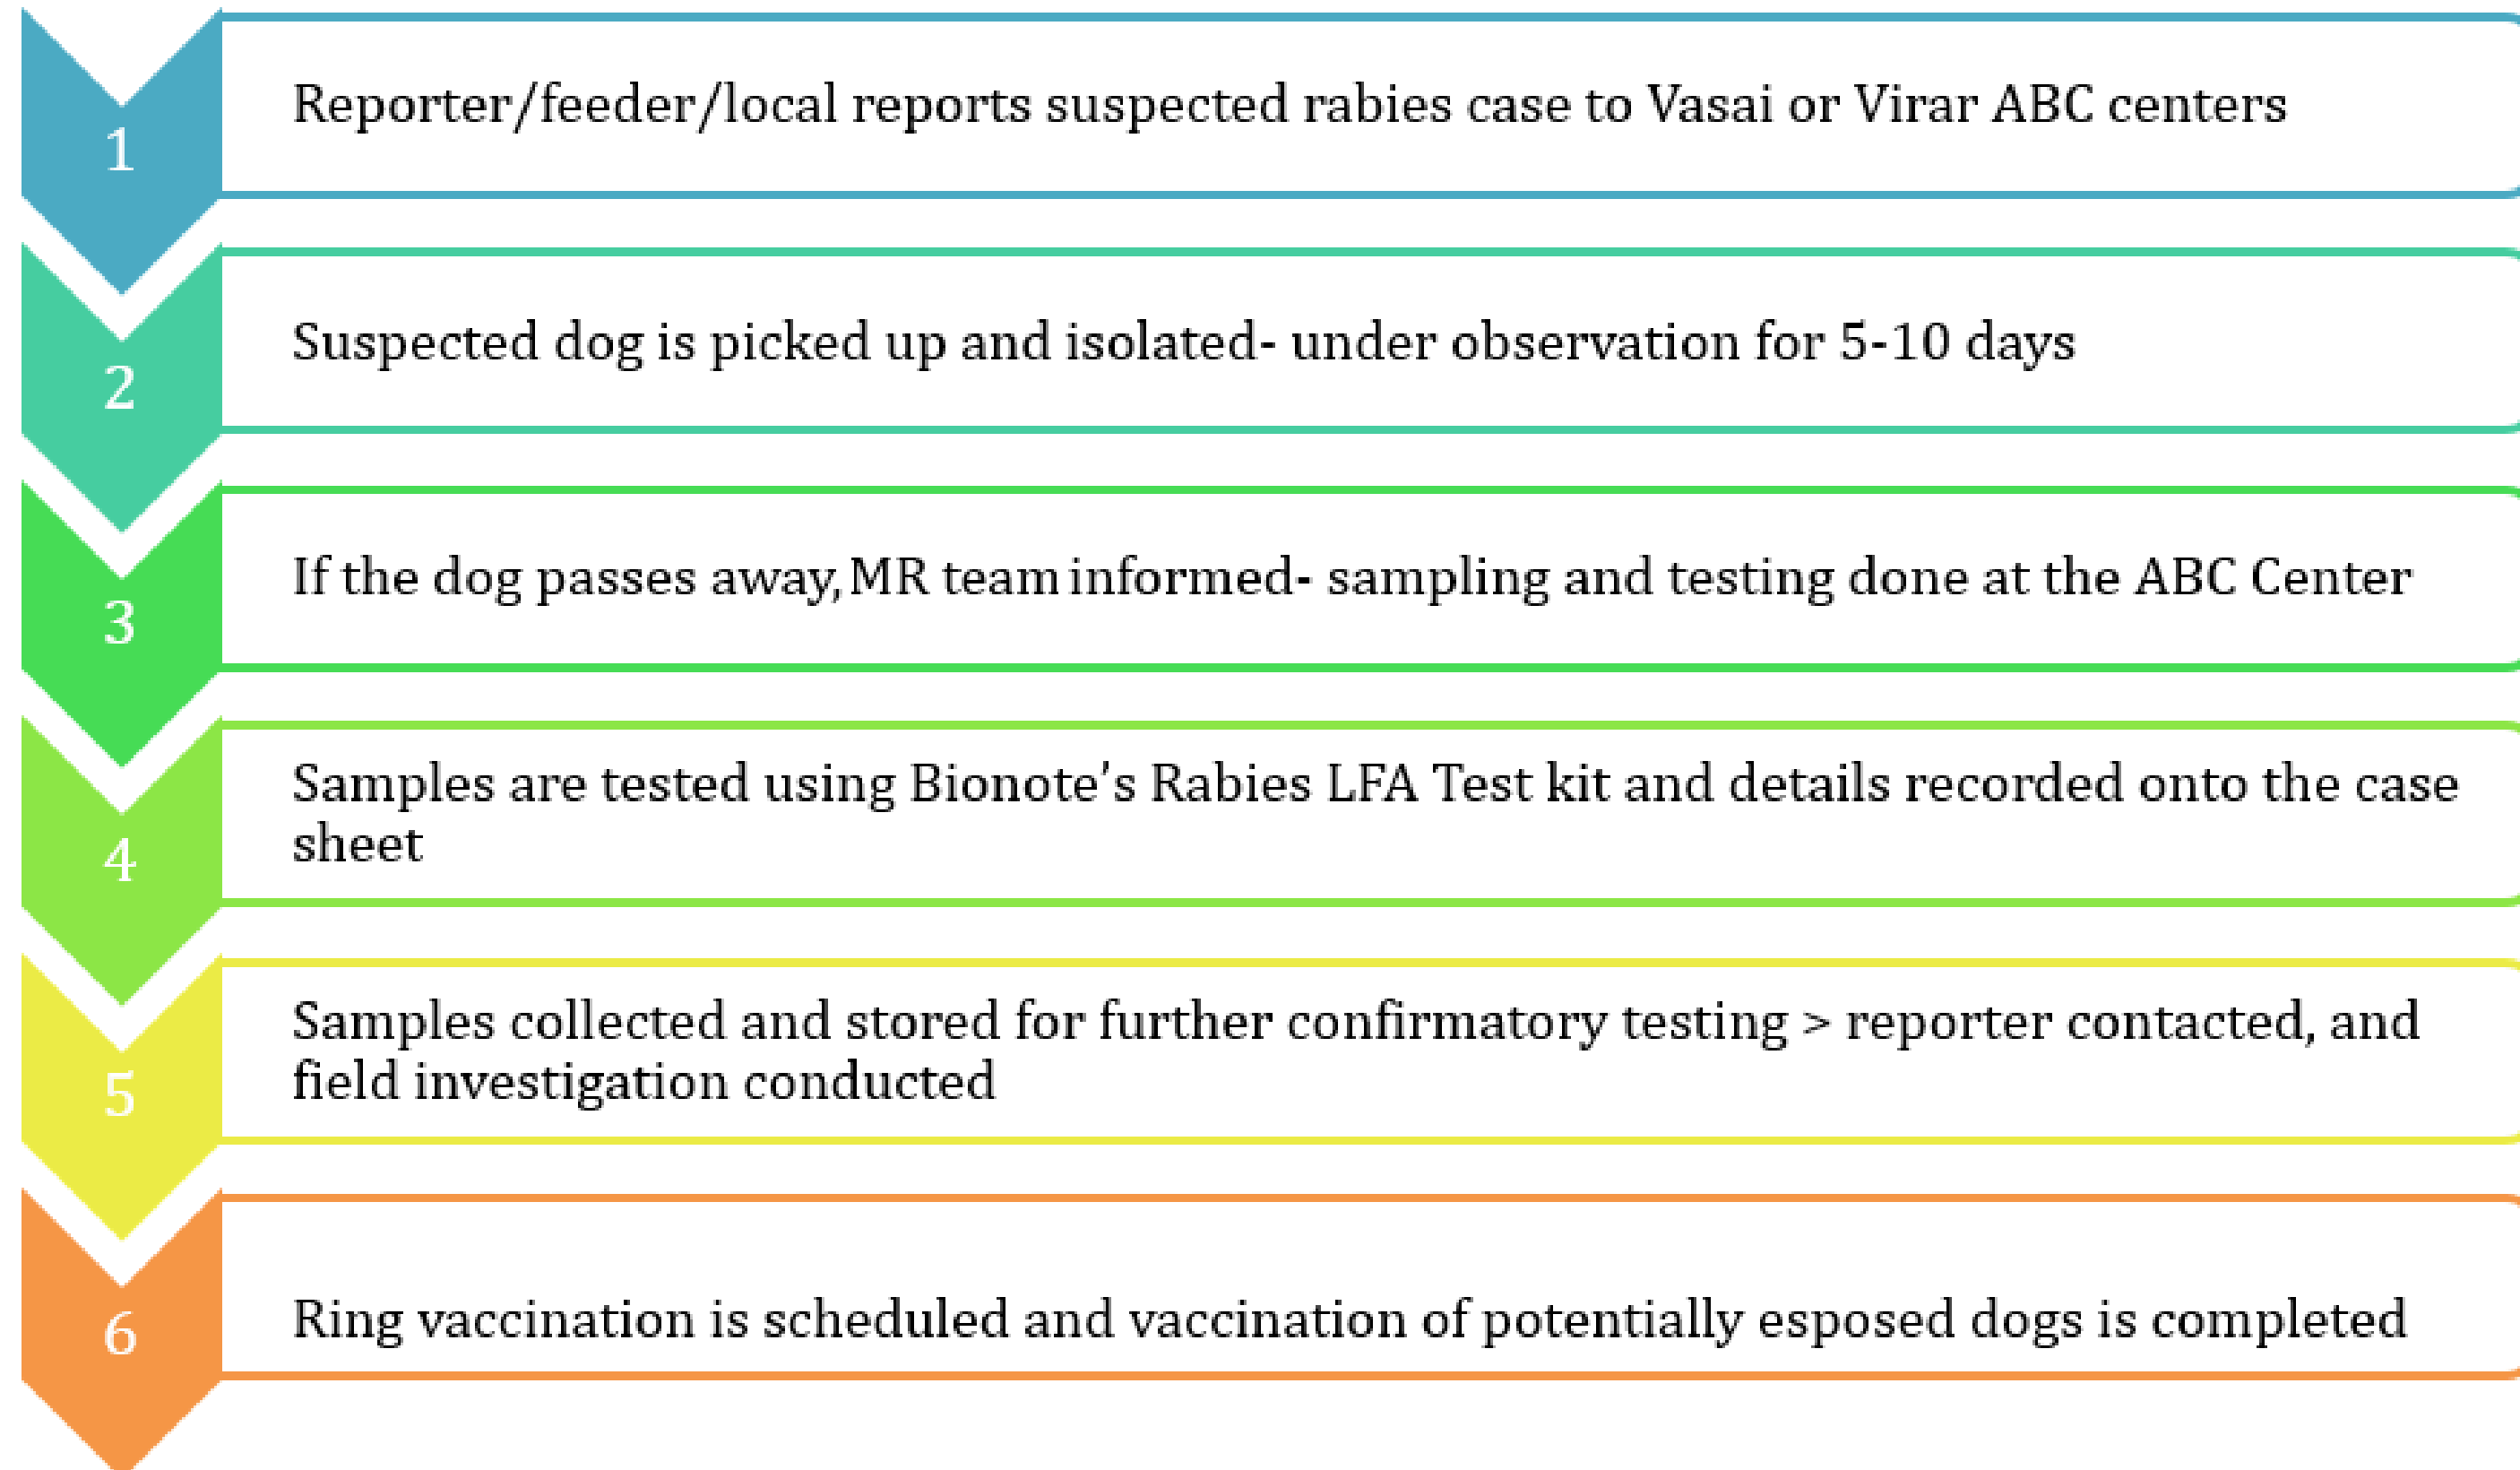 1
Reporter/feeder/local reports suspected rabies case to Vasai or Virar ABC centers
2
Suspected dog is picked up and isolated- under observation for 5-10 days
3
If the dog passes away, MR team informed- sampling and testing done at the ABC Center
4
Samples are tested using Bionote's Rabies LFA Test kit and details recorded onto the case
sheet
5
Samples collected and stored for further confirmatory testing > reporter contacted, and
field investigation conducted
6
Ring vaccination is scheduled and vaccination of potentially esposed dogs is completed